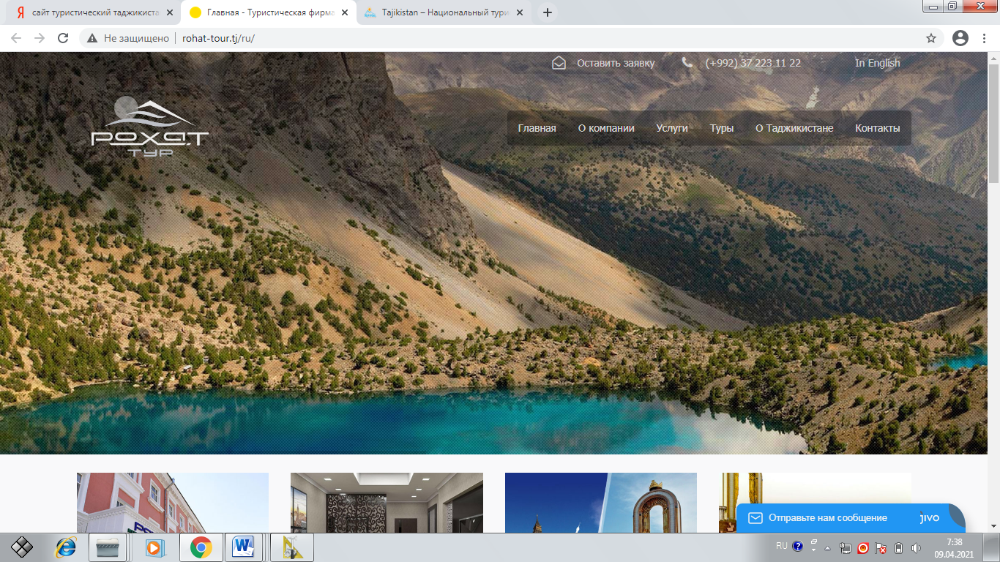 сайт туристический таджикиста
Главная - Туристическая фирма
Tajikistan – Национальный тури
Не защищено
rohat-tour.tj/ru/
Оставить заявку
(+992) 37 223 11 22
In English
РОХАТ
ТУР
Главная
О компании
Услуги
Туры
О Таджикистане
Контакты
Отправьте нам сообщение
jivo
RU
7:38
09.04.2021